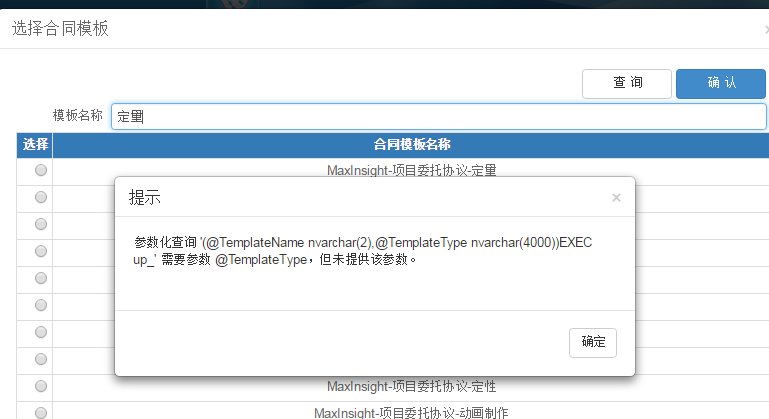 选择合同模板
×
查 询
确 认
模板名称
定量
选择 合同模板名称
MaxInsight-项目委托协议-定量
提示
×
参数化查询 '(@TemplateName nvarchar(2),@TemplateType nvarchar(4000))EXEC
up_' 需要参数 @TemplateType，但未提供该参数。
确定
MaxInsight-项目委托协议-定性
MaxInsight-项目委托协议-动画制作